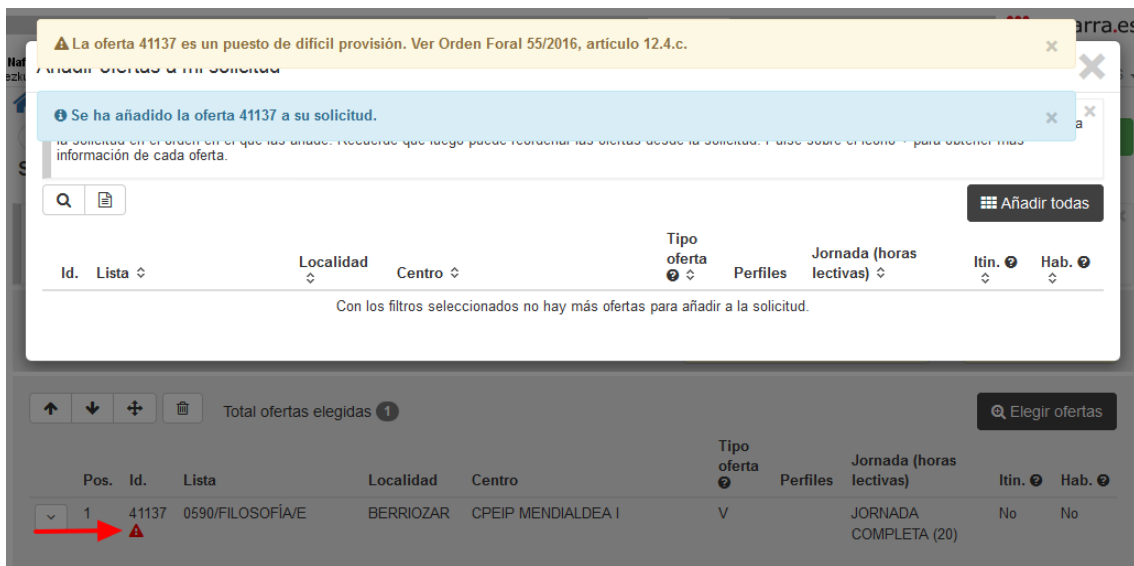 arra.es
La oferta 41137 es un puesto de difícil provisión. Ver Orden Foral 55/2016, artículo 12.4.c.
Añadir ofertas a mi solicitud
Se ha añadido la oferta 41137 a su solicitud.
a
la solicitud en el orden en el que las añade. Recuerde que luego puede reordenar las ofertas desde la solicitud. Pulse sobre el icono para obtener más
información de cada oferta.
Añadir todas
Id. Lista Localidad Centro Tipo oferta Perfiles Jornada (horas lectivas) Itin. Hab.
Con los filtros seleccionados no hay más ofertas para añadir a la solicitud.
Total ofertas elegidas 1
Elegir ofertas
Pos. Id. Lista Localidad Centro Tipo oferta Perfiles Jornada (horas lectivas) Itin. Hab.
1 41137 0590/FILOSOFÍA/E BERRIOZAR CPEIP MENDIALDEA I V JORNADA COMPLETA (20) No No